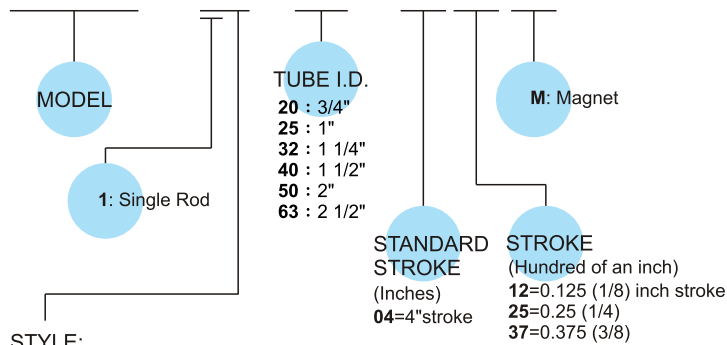 MODEL
1: Single Rod
TUBE I.D.
20 : 3/4"
25 : 1"
32 : 1 1/4"
40 : 1 1/2"
50 : 2"
63 : 2 1/2"
M: Magnet
STANDARD
STROKE
(Inches)
04=4"stroke
STROKE
(Hundred of an inch)
12=0.125 (1/8) inch stroke
25=0.25 (1/4)
37=0.375 (3/8)
STYLE: